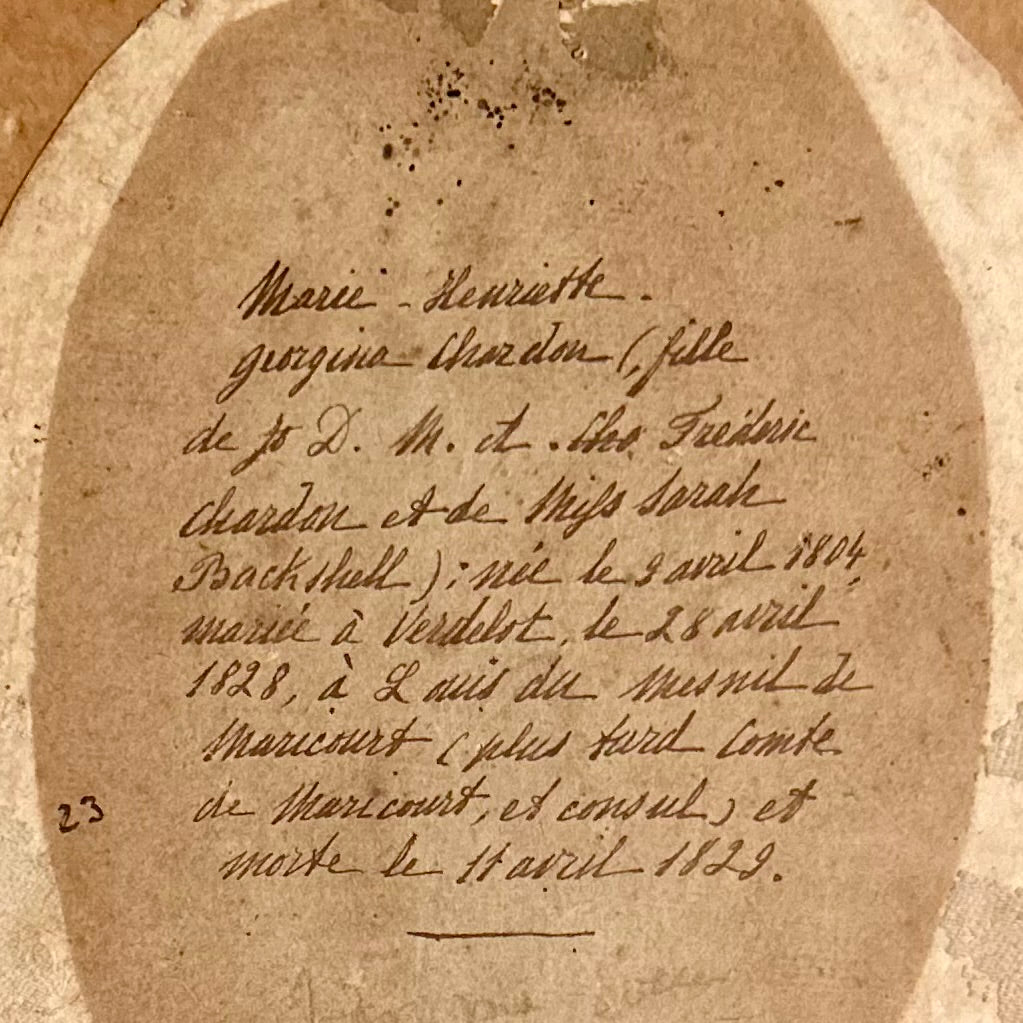 Marie - Henriette.
georgina Chardon (fille
de jo D. M. et. Cho Fréderic
Chardon et de Miss Sarah
Backshell); née le 9 avril 1804,
mariée à Verdelot, le 28 avril
1828, à Louis du Mesnil de
Maricourt (plus tard Comte
23
de Maricourt, et consul) et
morte le 11 avril 1829.